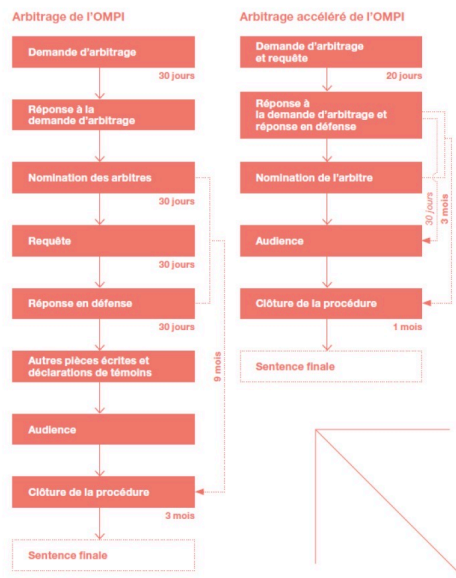 Arbitrage de l'OMPI
Demande d'arbitrage
30 jours
Réponse à la
demande d'arbitrage
Nomination des arbitres
30 jours
Requête
30 jours
Réponse en défense
30 jours
Autres pièces écrites et
déclarations de témoins
Audience
9 mois
Clôture de la procédure
3 mois
Sentence finale
Arbitrage accéléré de l'OMPI
Demande d'arbitrage
et requête
20 jours
Réponse à
la demande d'arbitrage et
réponse en défense
Nomination de l'arbitre
30 jours
3 mois
Audience
Clôture de la procédure
1 mois
Sentence finale